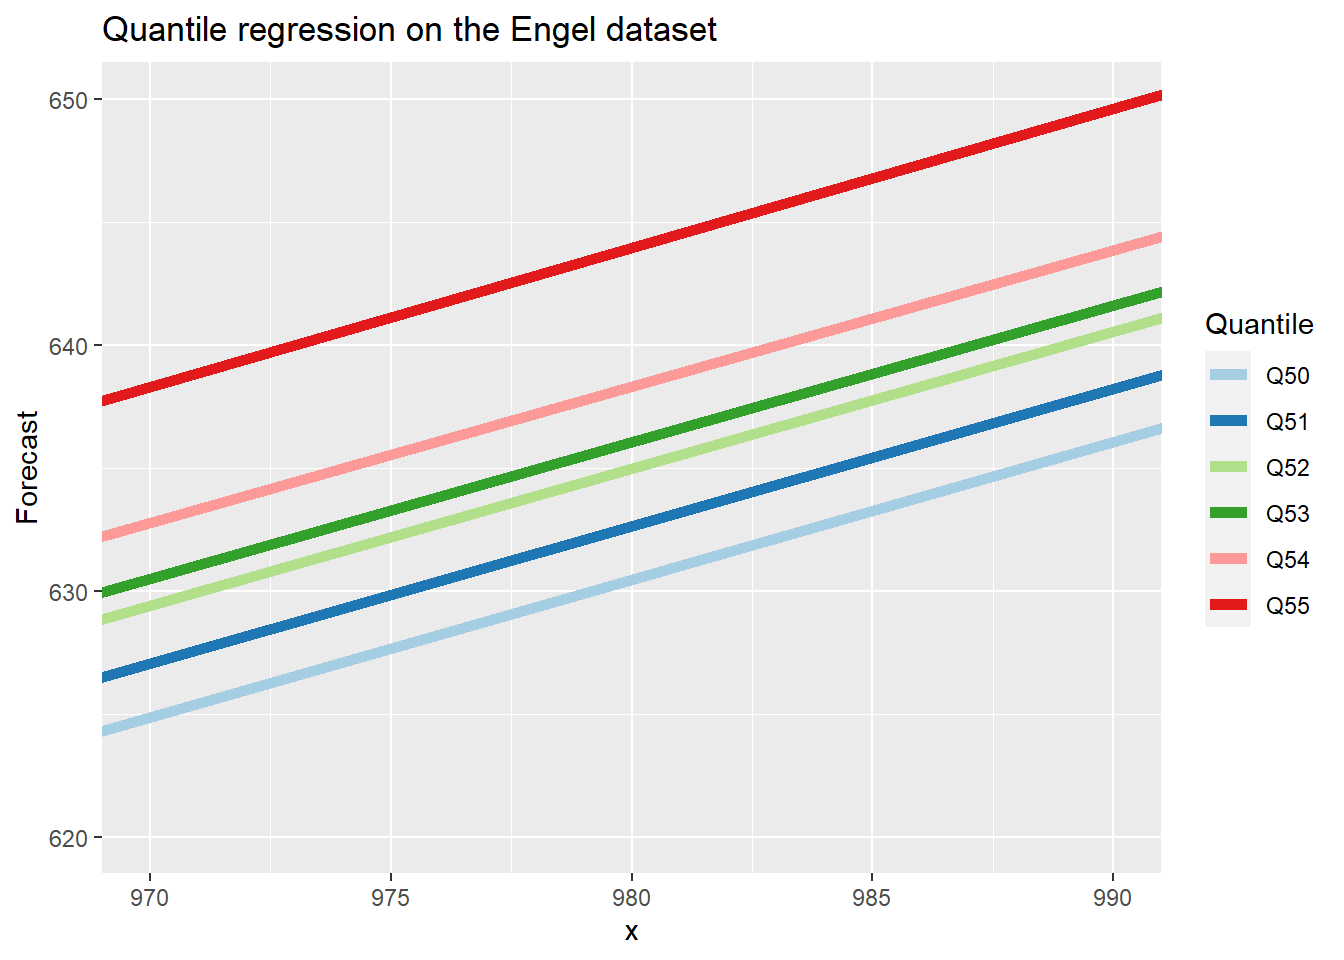 Quantile regression on the Engel dataset
650
640
630
620
Forecast
970 975 980 985 990
x
Quantile
Q50
Q51
Q52
Q53
Q54
Q55